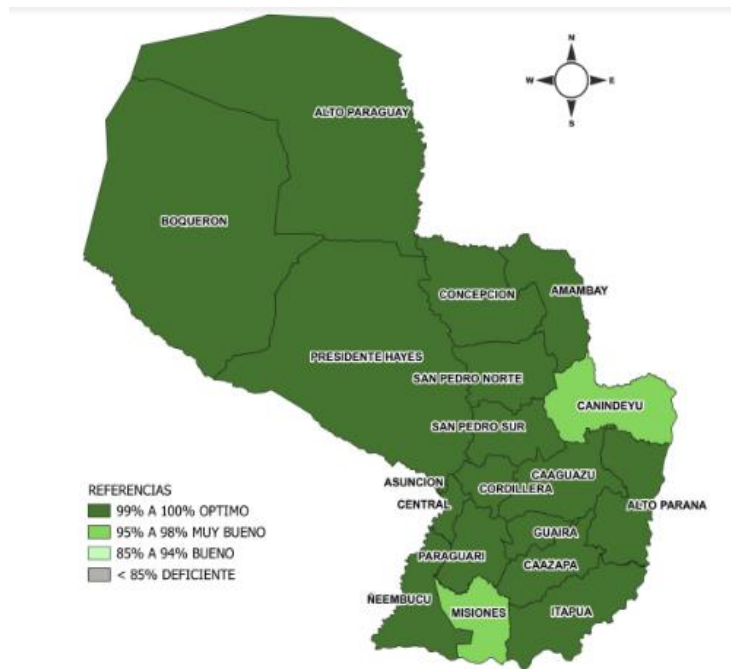 N
W E
S
ALTO PARAGUAY
BOQUERON
CONCEPCION
AMAMBAY
PRESIDENTE HAYES
SAN PEDRO NORTE
CANINDEYU
SAN PEDRO SUR
ASUNCION
CAAGUAZU
CORDILLERA
CENTRAL
ALTO PARANA
GUAIRA
PARAGUARI
CAAZAPA
ÑEEMBUCU
MISIONES
ITAPUA
REFERENCIAS
99% A 100% OPTIMO
95% A 98% MUY BUENO
85% A 94% BUENO
< 85% DEFICIENTE